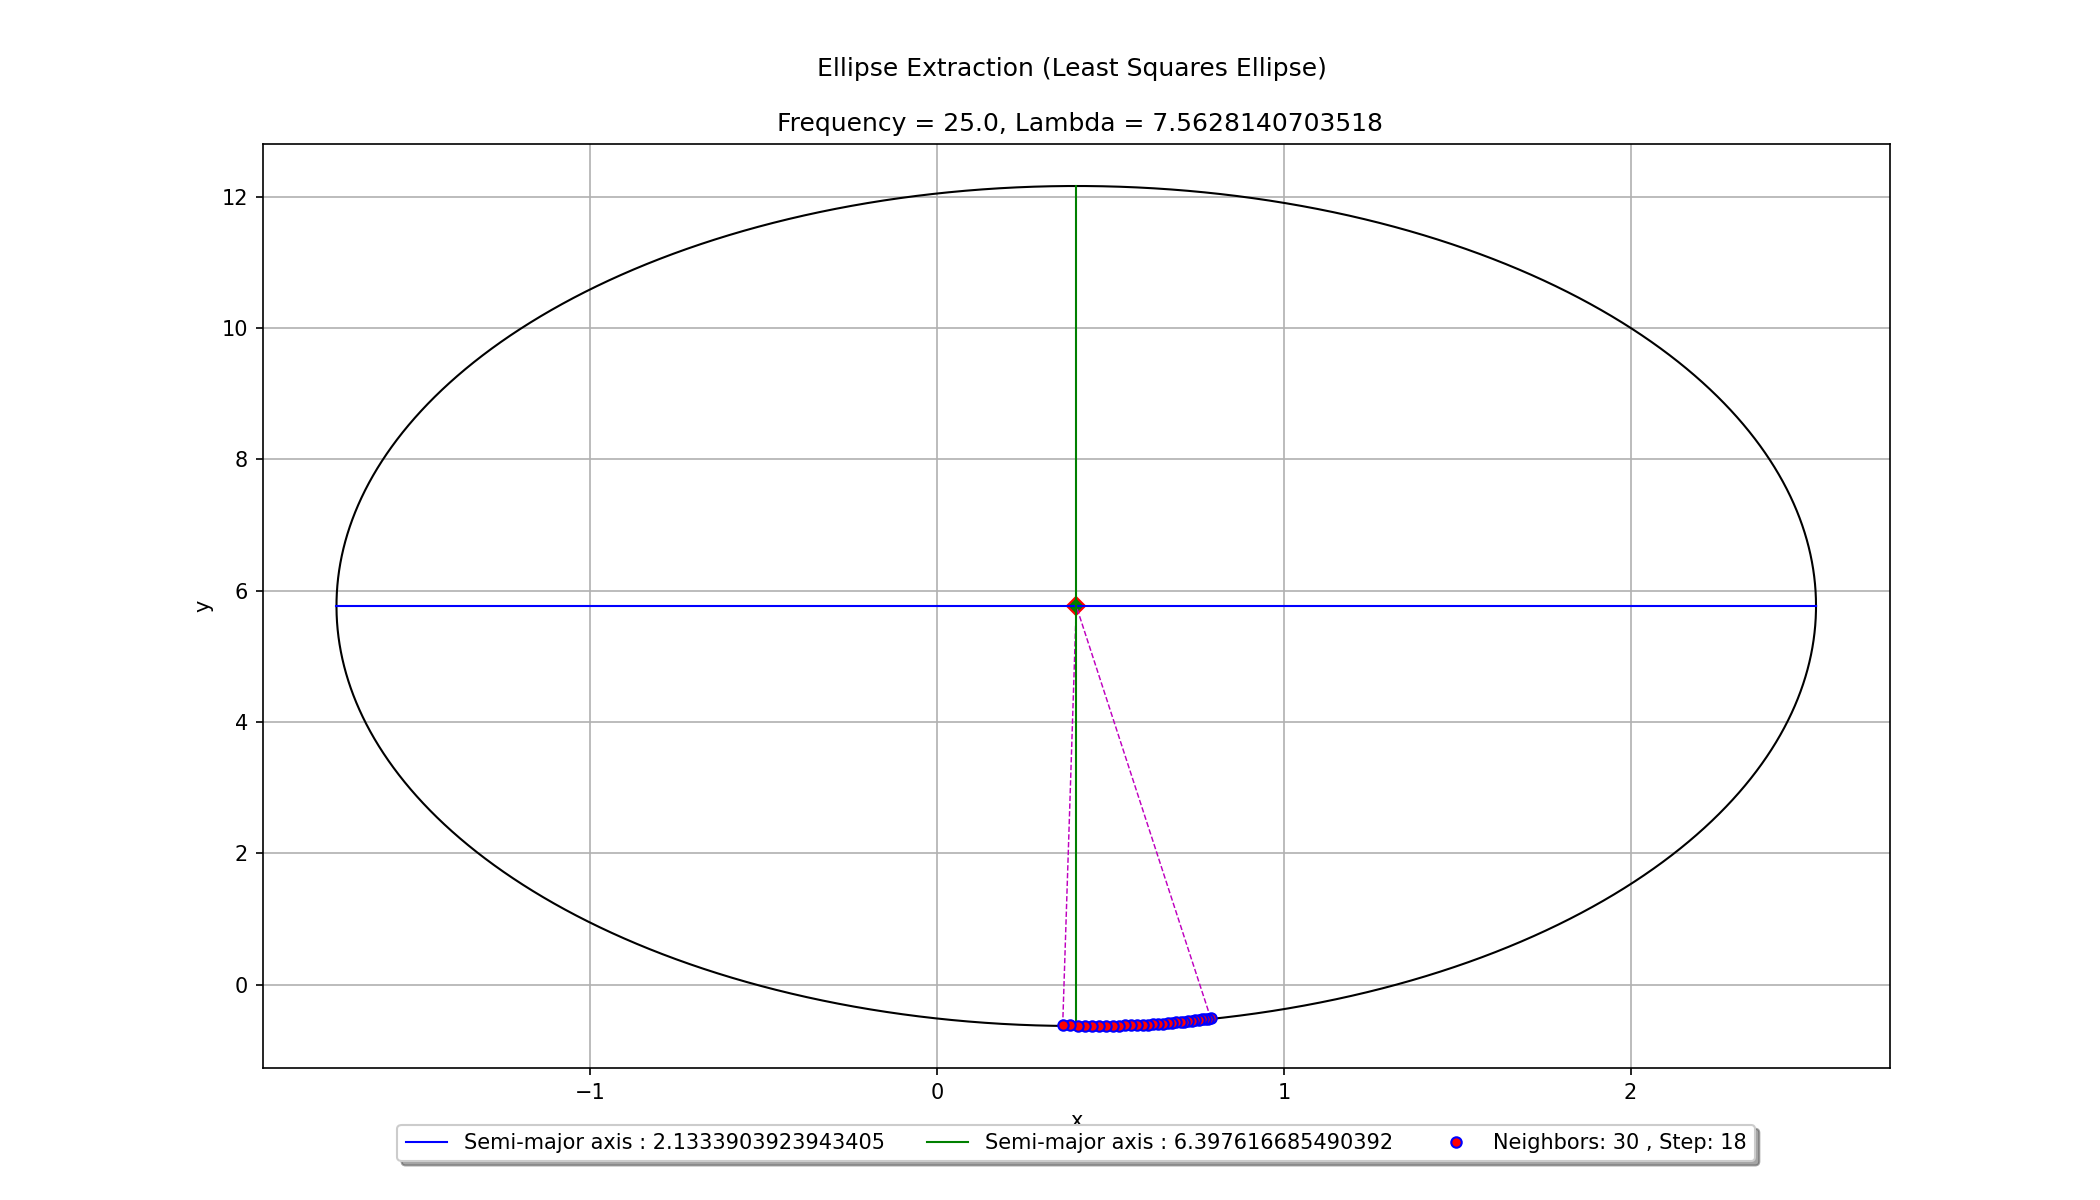 Ellipse Extraction (Least Squares Ellipse)
Frequency = 25.0, Lambda = 7.5628140703518
12
10
8
6
4
2
0
y
−1 0 1 2
x
Semi-major axis : 2.1333903923943405 Semi-major axis : 6.397616685490392 Neighbors: 30 , Step: 18